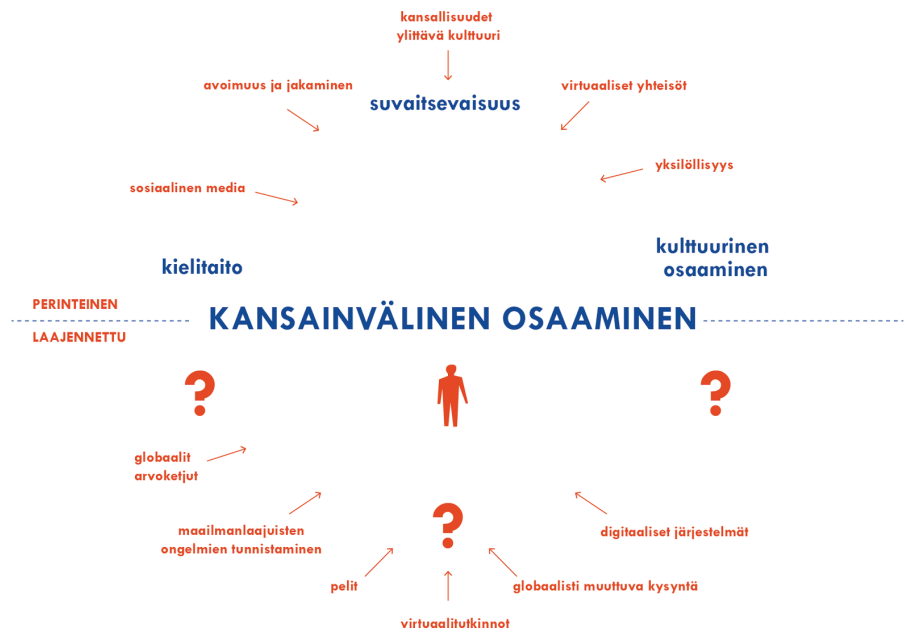 kansallisuudet
ylittävä kulttuuri
avoimuus ja jakaminen
suvaitsevaisuus
virtuaaliset yhteisöt
sosiaalinen media
yksilöllisyys
kielitaito
kulttuurinen
osaaminen
PERINTEINEN
KANSAINVÄLINEN OSAAMINEN
LAAJENNETTU
? ?
globaalit
arvoketjut
maailmanlaajuisten
ongelmien tunnistaminen
?
digitaaliset järjestelmät
pelit
globaalisti muuttuva kysyntä
virtuaalitutkinnot